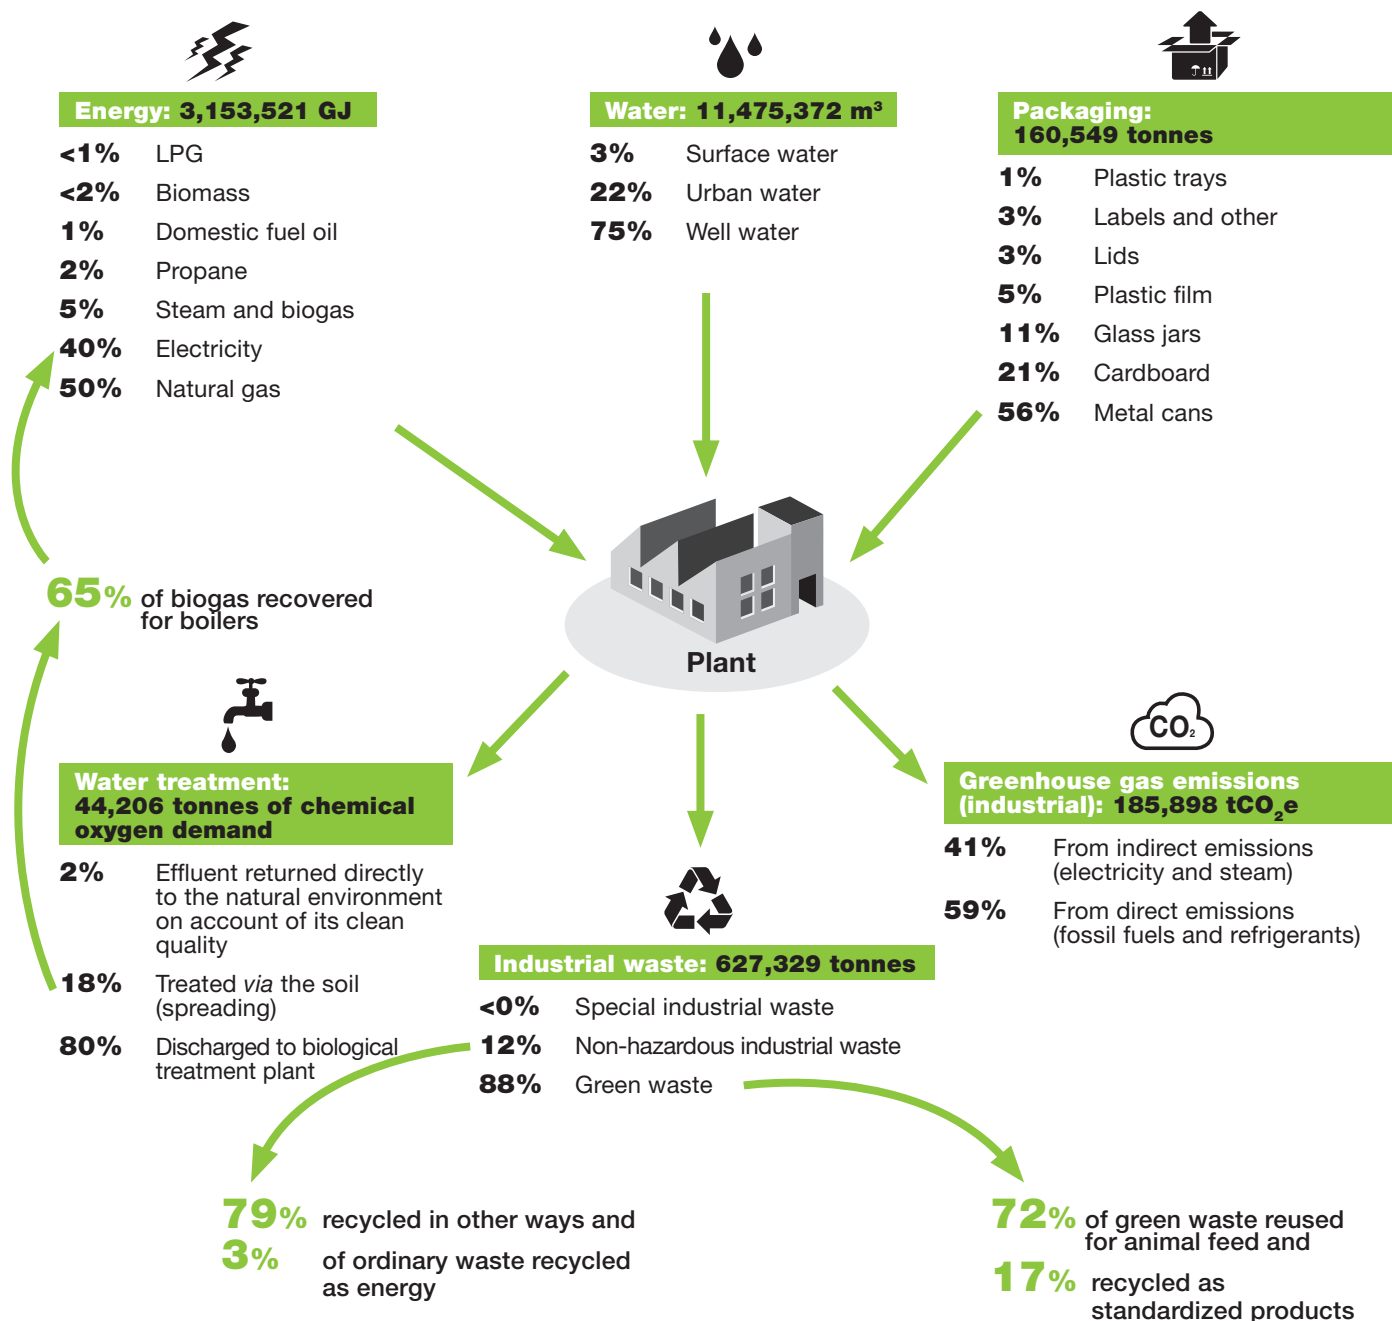 Energy: 3,153,521 GJ
<1% LPG
<2% Biomass
1% Domestic fuel oil
2% Propane
5% Steam and biogas
40% Electricity
50% Natural gas
Water: 11,475,372 m³
3% Surface water
22% Urban water
75% Well water
Packaging:
160,549 tonnes
1% Plastic trays
3% Labels and other
3% Lids
5% Plastic film
11% Glass jars
21% Cardboard
56% Metal cans
65% of biogas recovered
for boilers
Plant
Water treatment:
44,206 tonnes of chemical
oxygen demand
2% Effluent returned directly
to the natural environment
on account of its clean
quality
18% Treated via the soil
(spreading)
80% Discharged to biological
treatment plant
CO₂
Greenhouse gas emissions
(industrial): 185,898 tCO₂e
41% From indirect emissions
(electricity and steam)
59% From direct emissions
(fossil fuels and refrigerants)
Industrial waste: 627,329 tonnes
<0% Special industrial waste
12% Non-hazardous industrial waste
88% Green waste
79% recycled in other ways and
3% of ordinary waste recycled
as energy
72% of green waste reused
for animal feed and
17% recycled as
standardized products